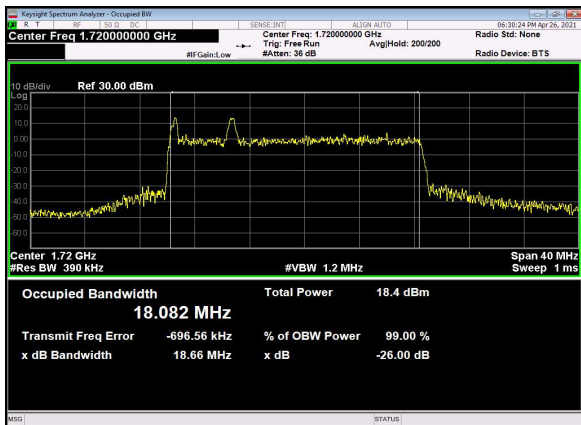 Keysight Spectrum Analyzer - Occupied BW
R T RF 50 Ω DC SENSE:INT ALIGN AUTO 06:30:24 PM Apr 26, 2021
Center Freq 1.720000000 GHz
Center Freq: 1.720000000 GHz Radio Std: None
Trig: Free Run Avg|Hold: 200/200
#IFGain:Low #Atten: 36 dB Radio Device: BTS
10 dB/div Ref 30.00 dBm
Log
20.0
10.0
0.00
-10.0
-20.0
-30.0
-40.0
-50.0
-60.0
Center 1.72 GHz Span 40 MHz
#Res BW 390 kHz #VBW 1.2 MHz Sweep 1 ms
Occupied Bandwidth Total Power 18.4 dBm
18.082 MHz
Transmit Freq Error -696.56 kHz % of OBW Power 99.00 %
x dB Bandwidth 18.66 MHz x dB -26.00 dB
MSG STATUS